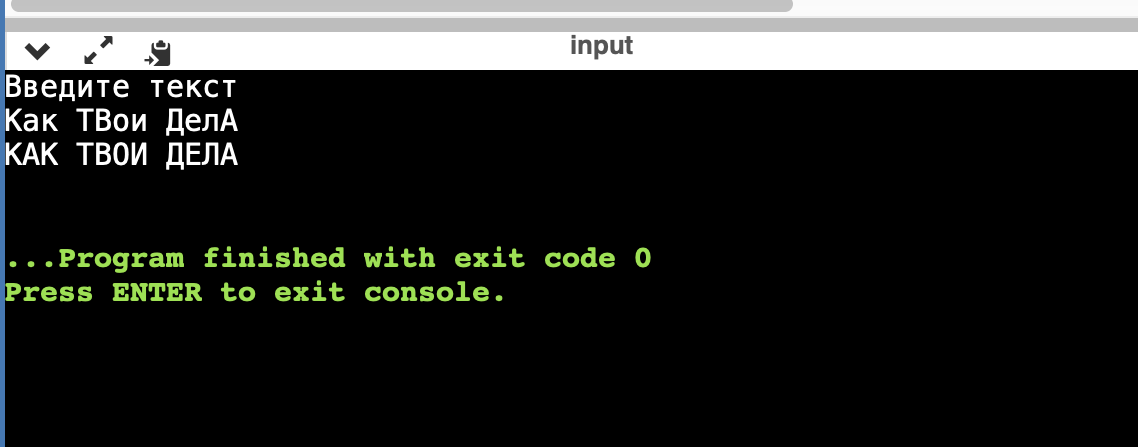 input
Введите текст
Как ТВои ДелА
КАК ТВОИ ДЕЛА
...Program finished with exit code 0
Press ENTER to exit console.